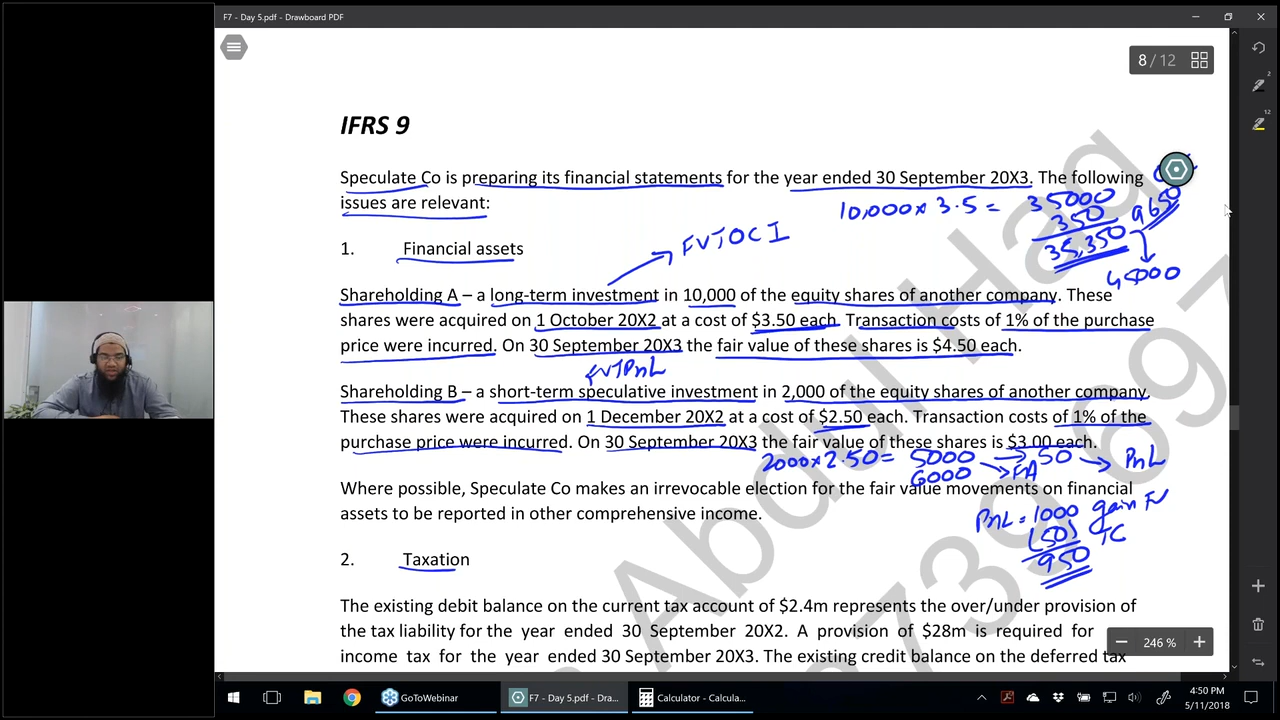 F7 - Day 5.pdf - Drawboard PDF
8 / 12
IFRS 9
Speculate Co is preparing its financial statements for the year ended 30 September 20X3. The following
issues are relevant:
10,000 x 3.5 = 35000
350
35,350
9650
45000
1. Financial assets
FVTOCI
Shareholding A – a long-term investment in 10,000 of the equity shares of another company. These
shares were acquired on 1 October 20X2 at a cost of $3.50 each. Transaction costs of 1% of the purchase
price were incurred. On 30 September 20X3 the fair value of these shares is $4.50 each.
FVTPnL
Shareholding B – a short-term speculative investment in 2,000 of the equity shares of another company.
These shares were acquired on 1 December 20X2 at a cost of $2.50 each. Transaction costs of 1% of the
purchase price were incurred. On 30 September 20X3 the fair value of these shares is $3.00 each.
2000 x 2.50 = 5000 50 PnL
6000 FA
Where possible, Speculate Co makes an irrevocable election for the fair value movements on financial
assets to be reported in other comprehensive income.
PnL = 1000 gain FV
(50) TC
950
2. Taxation
The existing debit balance on the current tax account of $2.4m represents the over/under provision of
the tax liability for the year ended 30 September 20X2. A provision of $28m is required for
income tax for the year ended 30 September 20X3. The existing credit balance on the deferred tax
Abdul Haq
246 %
GoToWebinar
F7 - Day 5.pdf - Dra...
Calculator - Calcula...
4:50 PM
5/11/2018